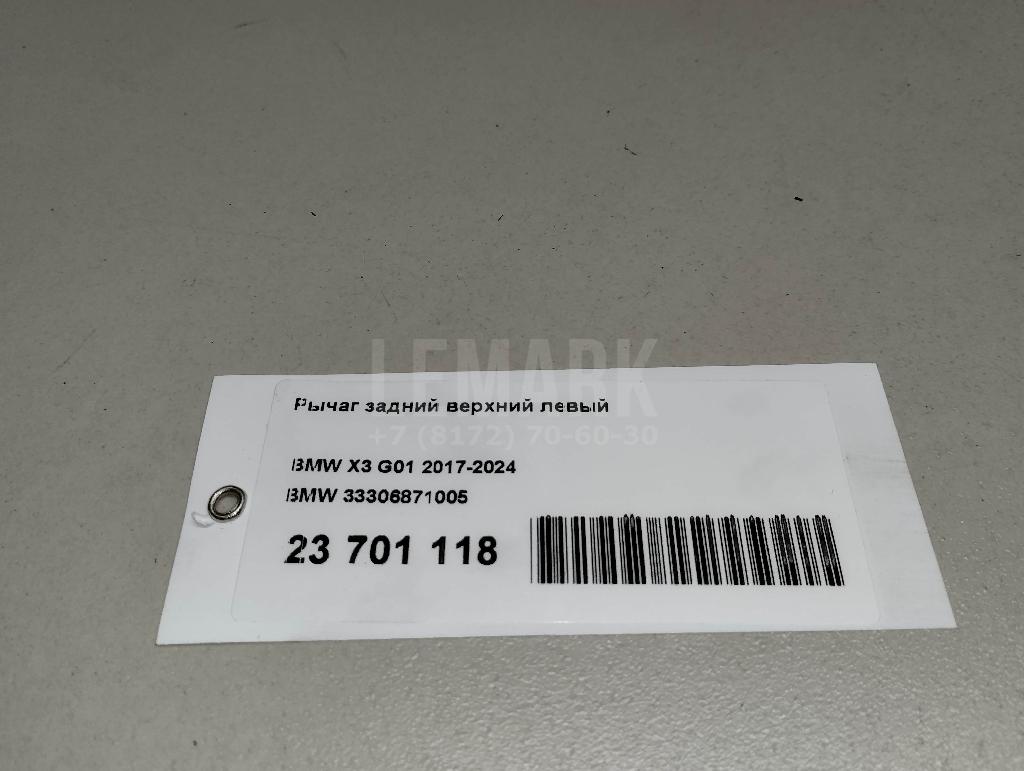 LEMARK
Рычаг задний верхний левый
+7 (8172) 70-60-30
BMW X3 G01 2017-2024
BMW 33306871005
23 701 118